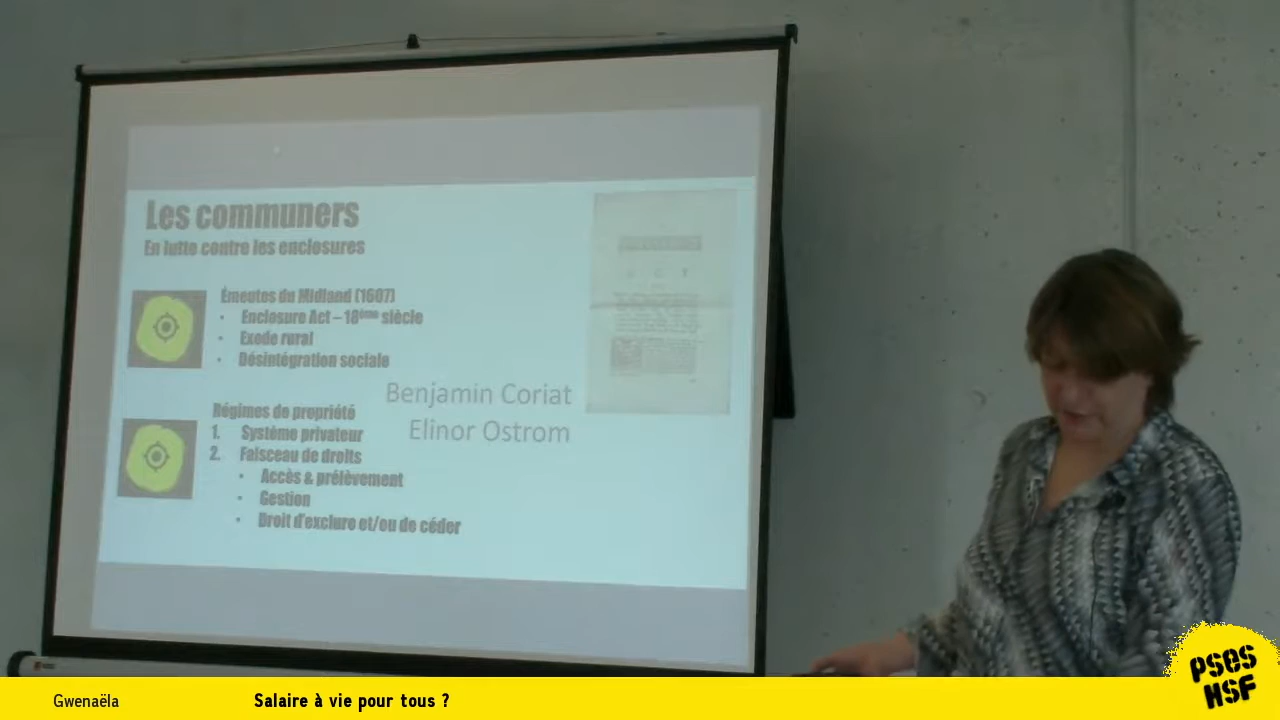 Les communers
En lutte contre les enclosures
Émeutes du Midland (1607)
• Enclosure Act – 18ème siècle
• Exode rural
• Désintégration sociale
Benjamin Coriat
Elinor Ostrom
Régimes de propriété
1. Système privateur
2. Faisceau de droits
• Accès & prélèvement
• Gestion
• Droit d'exclure et/ou de céder
ACT
PSES
HSF
Gwenaëla
Salaire à vie pour tous ?